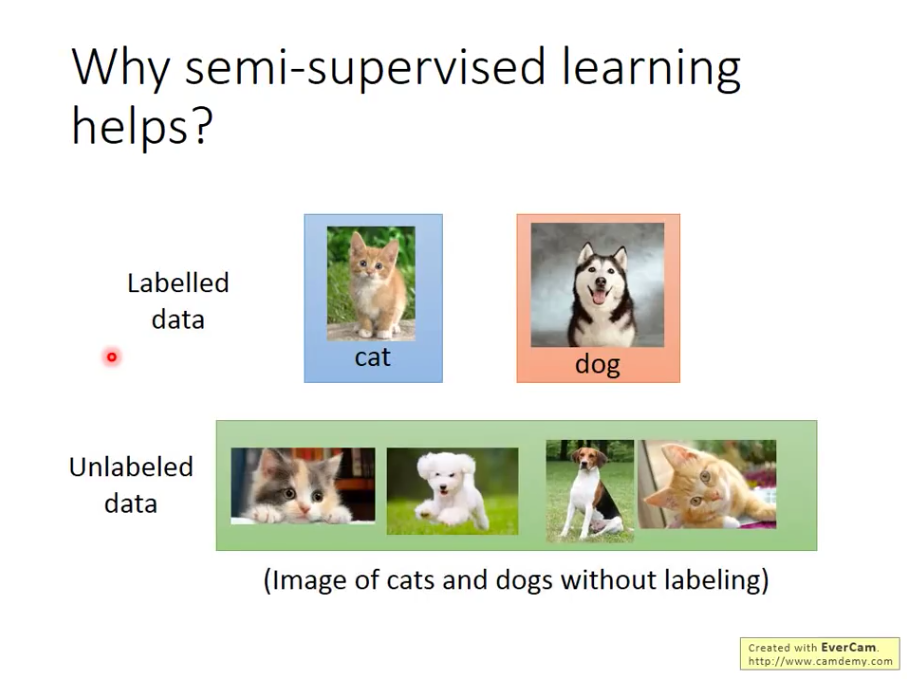 Why semi-supervised learning
helps?
Labelled
data
cat
dog
Unlabeled
data
(Image of cats and dogs without labeling)
Created with EverCam.
http://www.camdemy.com